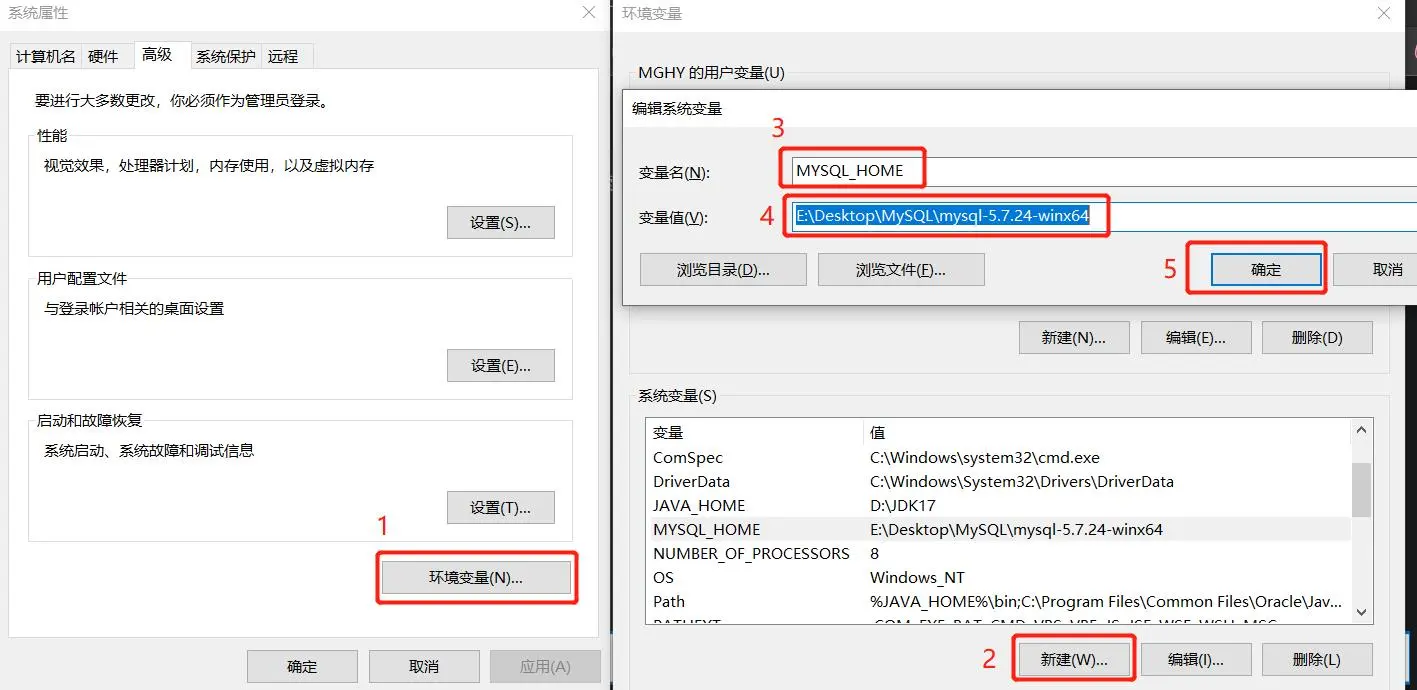 系统属性
计算机名 硬件 高级 系统保护 远程
要进行大多数更改，你必须作为管理员登录。
性能
视觉效果，处理器计划，内存使用，以及虚拟内存
设置(S)...
用户配置文件
与登录帐户相关的桌面设置
设置(E)...
启动和故障恢复
系统启动、系统故障和调试信息
设置(T)...
1
环境变量(N)...
确定 取消 应用(A)
环境变量
MGHY 的用户变量(U)
编辑系统变量
3
变量名(N): MYSQL_HOME
变量值(V): 4 E:\Desktop\MySQL\mysql-5.7.24-winx64
浏览目录(D)... 浏览文件(F)... 5 确定 取消
新建(N)... 编辑(E)... 删除(D)
系统变量(S)
变量 值
ComSpec C:\Windows\system32\cmd.exe
DriverData C:\Windows\System32\Drivers\DriverData
JAVA_HOME D:\JDK17
MYSQL_HOME E:\Desktop\MySQL\mysql-5.7.24-winx64
NUMBER_OF_PROCESSORS 8
OS Windows_NT
Path %JAVA_HOME%\bin;C:\Program Files\Common Files\Oracle\Jav...
2 新建(W)... 编辑(I)... 删除(L)